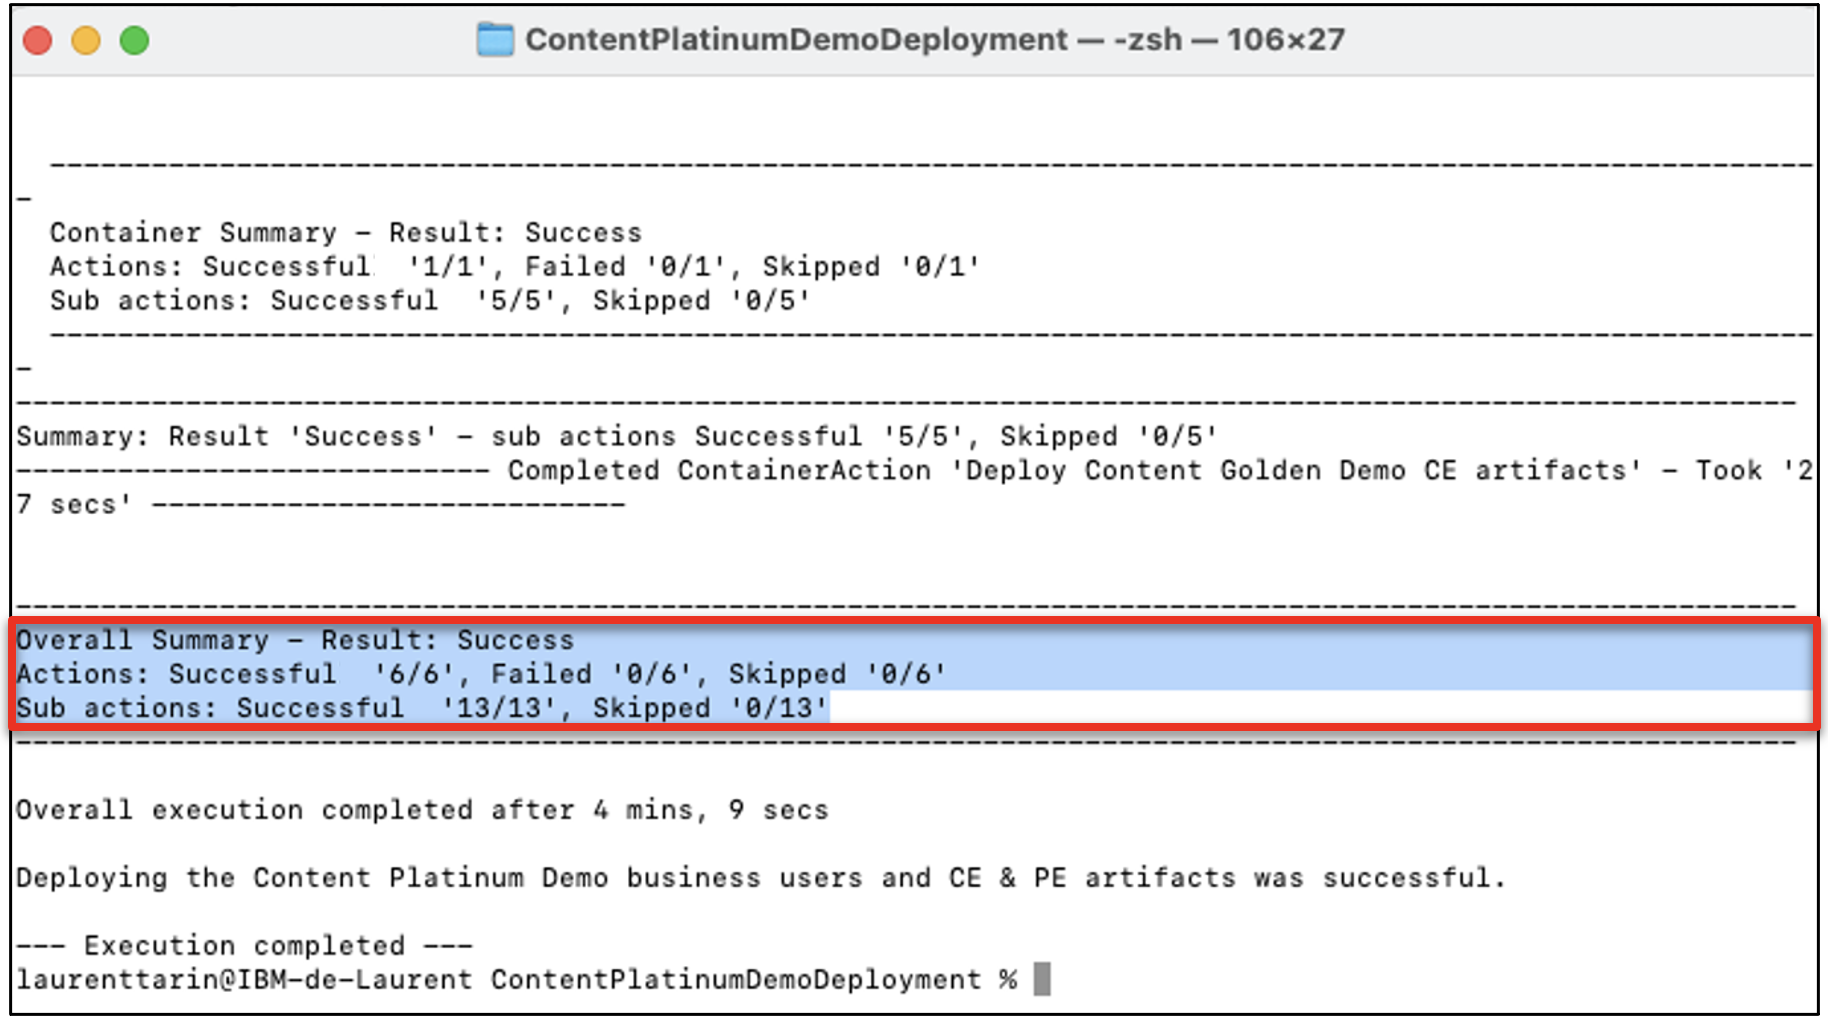 ContentPlatinumDemoDeployment — -zsh — 106×27
--------------------------------------------------------------------------------------------------------
-
Container Summary - Result: Success
Actions: Successful '1/1', Failed '0/1', Skipped '0/1'
Sub actions: Successful  '5/5', Skipped '0/5'
--------------------------------------------------------------------------------------------------------
-
---------------------------------------------------------------------------------------------------------
Summary: Result 'Success' - sub actions Successful '5/5', Skipped '0/5'
---------------------------- Completed ContainerAction 'Deploy Content Golden Demo CE artifacts' - Took '2
7 secs' ----------------------------
---------------------------------------------------------------------------------------------------------
Overall Summary - Result: Success
Actions: Successful  '6/6', Failed '0/6', Skipped '0/6'
Sub actions: Successful  '13/13', Skipped '0/13'
---------------------------------------------------------------------------------------------------------
Overall execution completed after 4 mins, 9 secs
Deploying the Content Platinum Demo business users and CE & PE artifacts was successful.
--- Execution completed ---
laurenttarin@IBM-de-Laurent ContentPlatinumDemoDeployment %